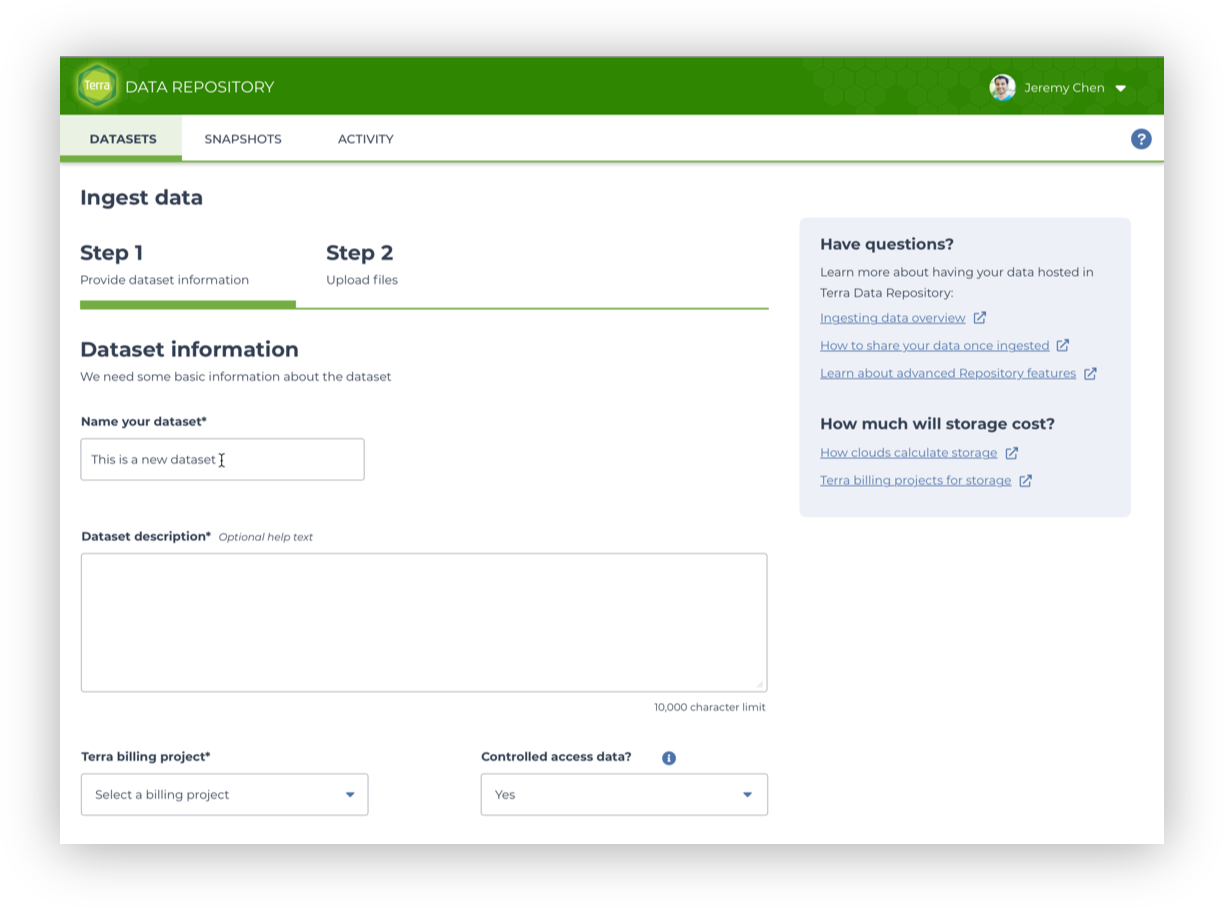 Terra
DATA REPOSITORY
Jeremy Chen
DATASETS
SNAPSHOTS
ACTIVITY
?
Ingest data
Step 1
Provide dataset information
Step 2
Upload files
Dataset information
We need some basic information about the dataset
Name your dataset*
This is a new dataset
Dataset description* Optional help text
10,000 character limit
Terra billing project*
Select a billing project
Controlled access data?
i
Yes
Have questions?
Learn more about having your data hosted in
Terra Data Repository:
Ingesting data overview
How to share your data once ingested
Learn about advanced Repository features
How much will storage cost?
How clouds calculate storage
Terra billing projects for storage